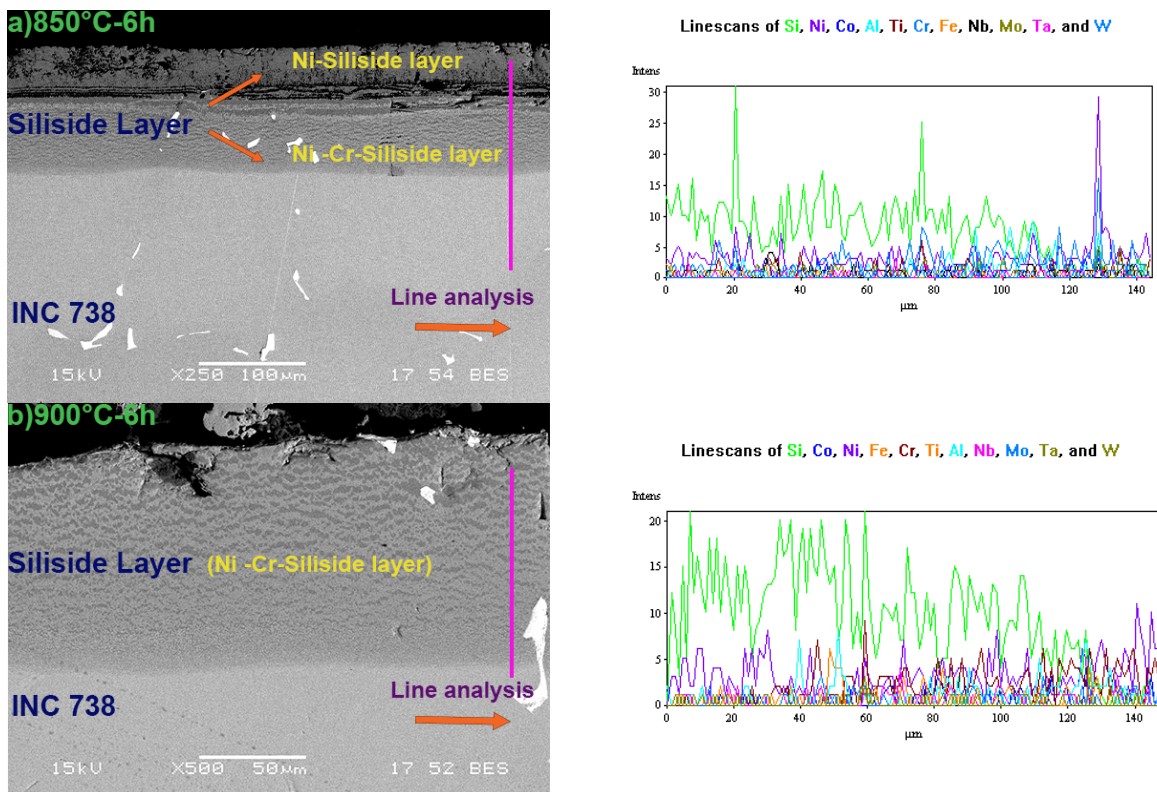 a)850°C-6h
Ni-Siliside layer
Siliside Layer
Ni -Cr-Siliside layer
Line analysis
INC 738
15kV X250 100µm 17 54 BES
Linescans of Si, Ni, Co, Al, Ti, Cr, Fe, Nb, Mo, Ta, and W
Intens
30
25
20
15
10
5
0
0 20 40 60 80 100 120 140
µm
b)900°C-6h
Siliside Layer (Ni -Cr-Siliside layer)
Line analysis
INC 738
15kV X500 50µm 17 52 BES
Linescans of Si, Co, Ni, Fe, Cr, Ti, Al, Nb, Mo, Ta, and W
Intens
20
15
10
5
0
0 20 40 60 80 100 120 140
µm